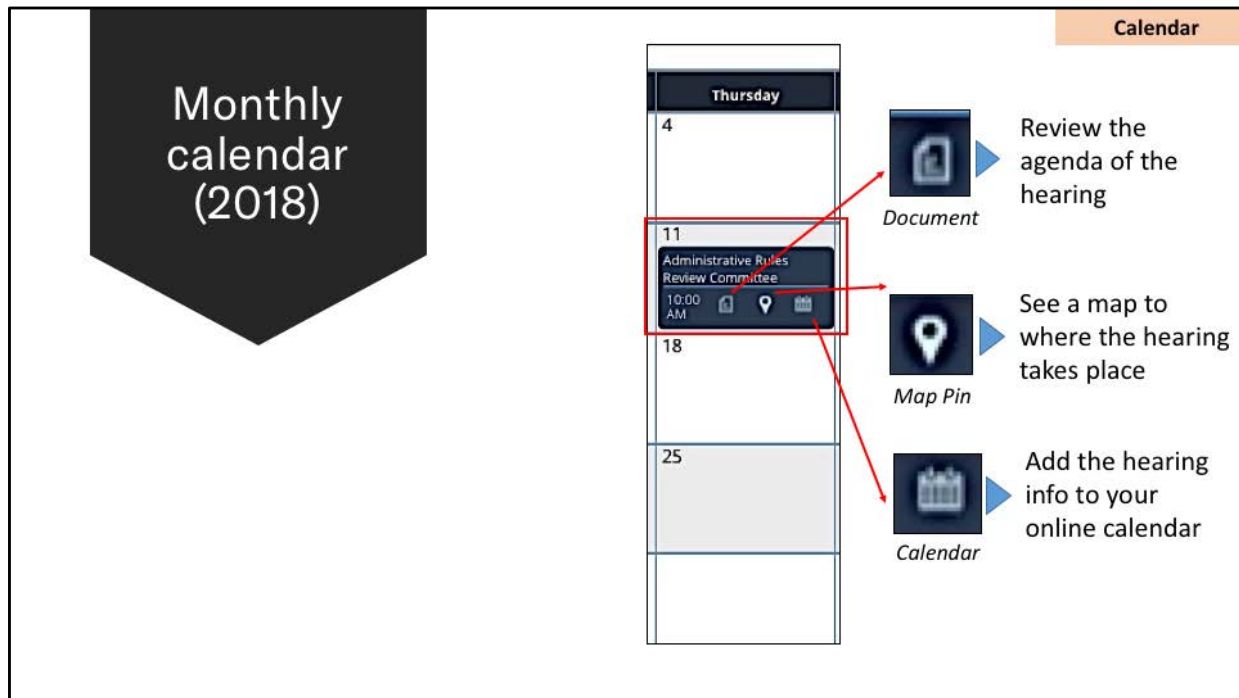 Calendar
Monthly
calendar
(2018)
Thursday
4
11
Administrative Rules
Review Committee
10:00
AM
18
25
Document
Review the
agenda of the
hearing
Map Pin
See a map to
where the hearing
takes place
Calendar
Add the hearing
info to your
online calendar